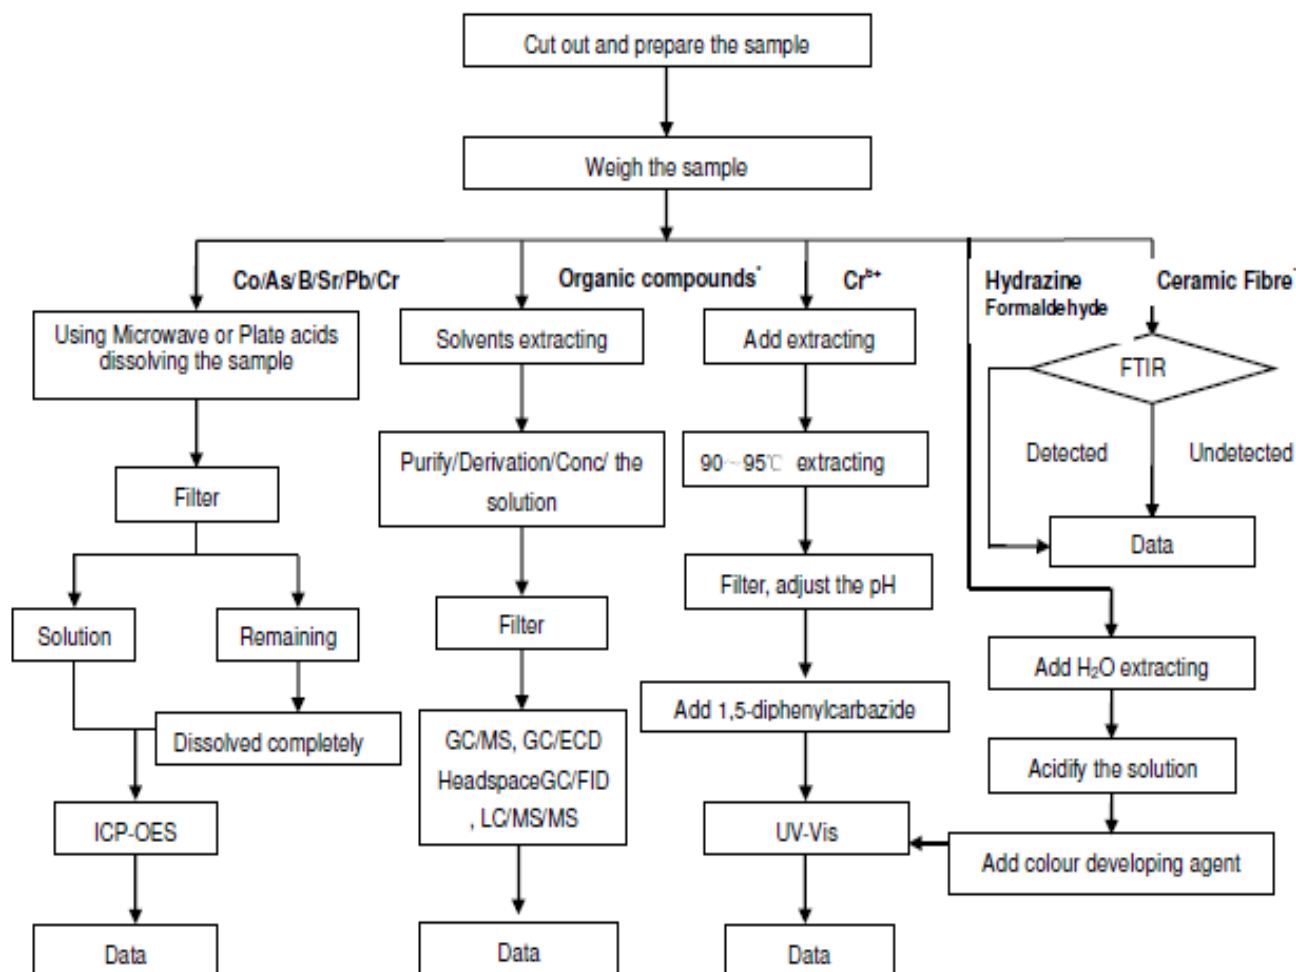 Cut out and prepare the sample
Weigh the sample
Co/As/B/Sr/Pb/Cr
Organic compounds*
Cr⁶⁺
Hydrazine
Formaldehyde
Ceramic Fibre*
Using Microwave or Plate acids
dissolving the sample
Solvents extracting
Add extracting
FTIR
Detected
Undetected
Purify/Derivation/Conc/ the
solution
90~95℃ extracting
Filter
Data
Filter, adjust the pH
Solution
Remaining
Filter
Add H₂O extracting
Add 1,5-diphenylcarbazide
Dissolved completely
GC/MS, GC/ECD
HeadspaceGC/FID
, LC/MS/MS
Acidify the solution
ICP-OES
UV-Vis
Add colour developing agent
Data
Data
Data